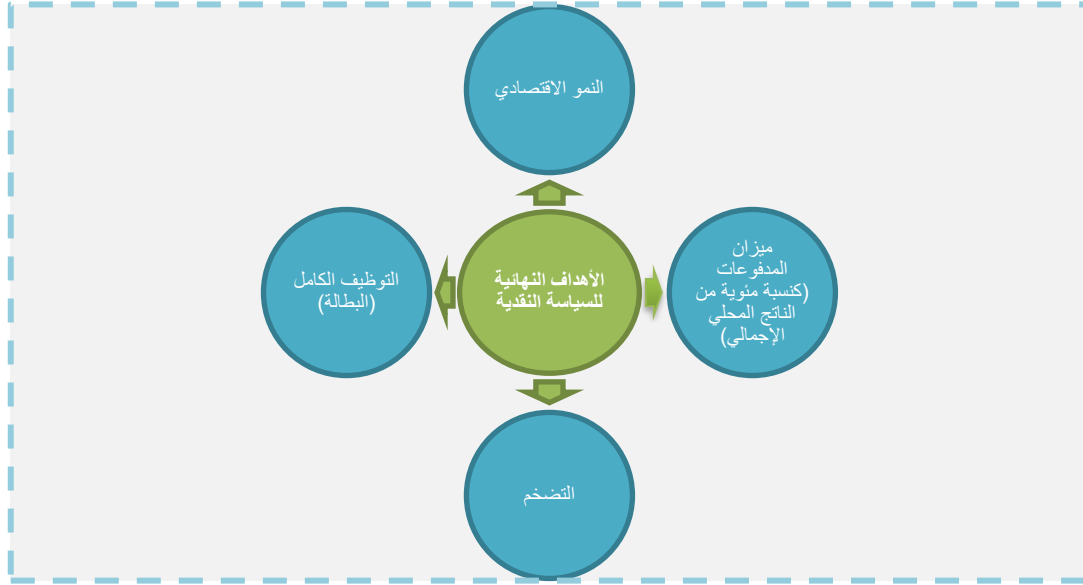 النمو الاقتصادي
ميزان
المدفوعات
(كنسبة مئوية من
الناتج المحلي
الإجمالي)
الأهداف النهائية
للسياسة النقدية
التوظيف الكامل
(البطالة)
التضخم